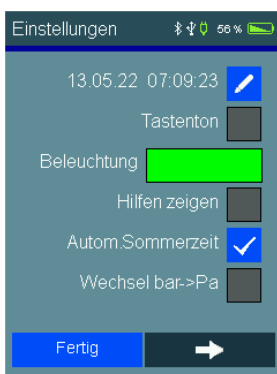 Einstellungen 56 %
13.05.22 07:09:23
Tastenton
Beleuchtung
Hilfen zeigen
Autom.Sommerzeit
Wechsel bar->Pa
Fertig